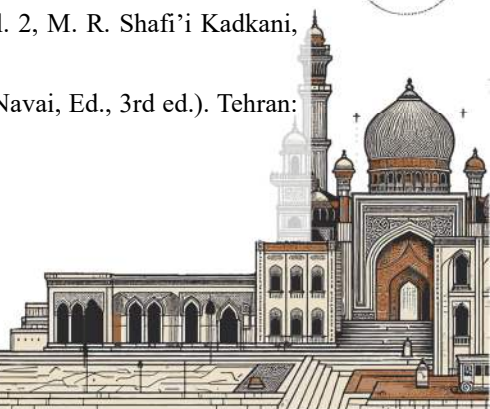 2, M. R. Shafi’i Kadkani,
Navai, Ed., 3rd ed.). Tehran: